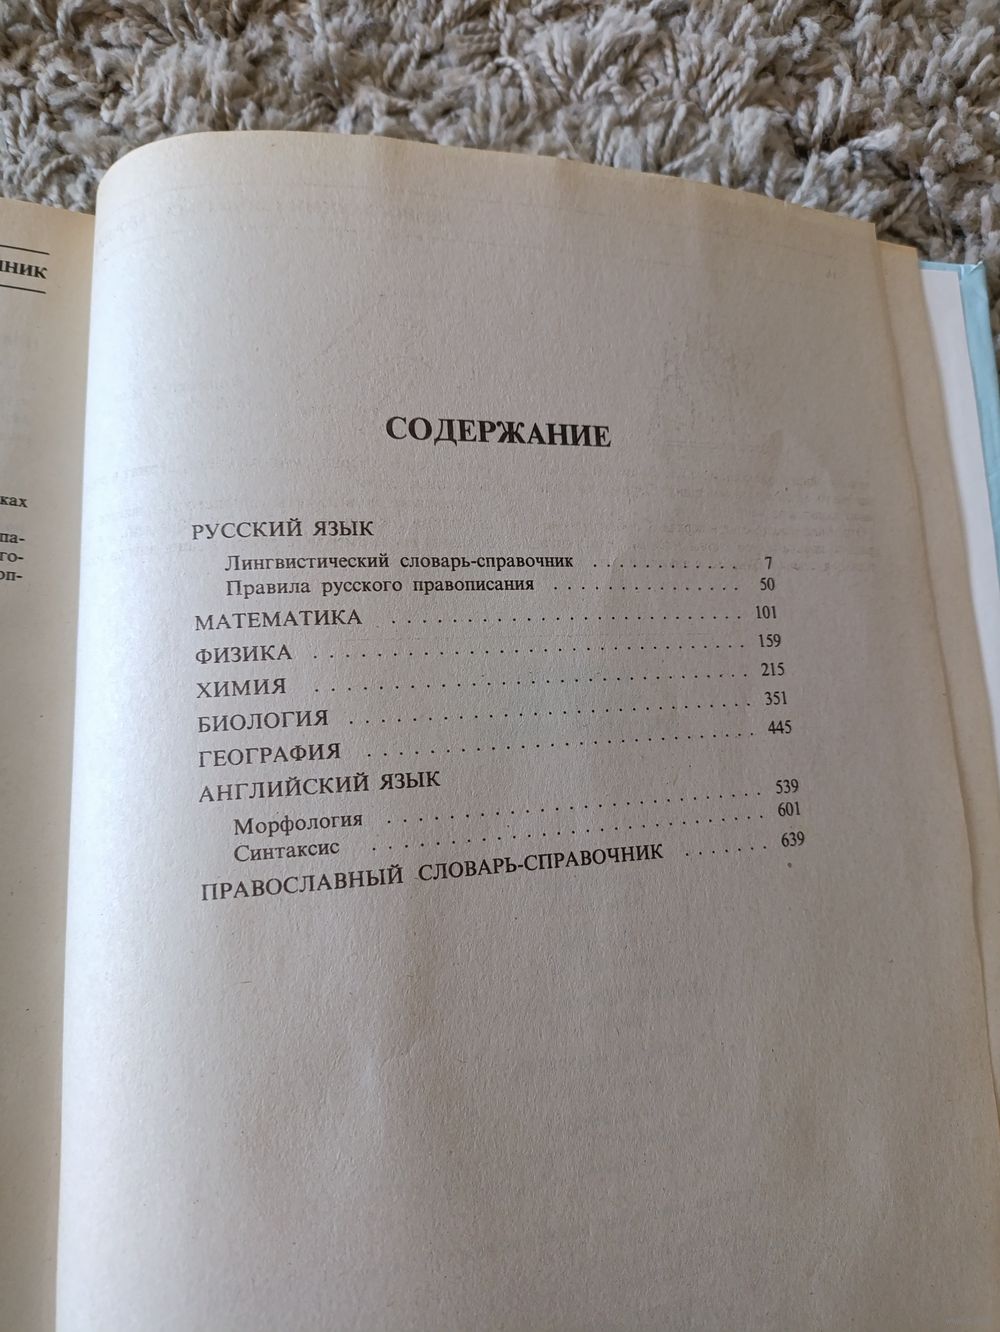 СОДЕРЖАНИЕ
РУССКИЙ ЯЗЫК
Лингвистический словарь-справочник . . . . . . . . . . . 7
Правила русского правописания . . . . . . . . . . . . . . 50
МАТЕМАТИКА . . . . . . . . . . . . . . . . . . . . . . . . 101
ФИЗИКА . . . . . . . . . . . . . . . . . . . . . . . . . . . . 159
ХИМИЯ . . . . . . . . . . . . . . . . . . . . . . . . . . . . 215
БИОЛОГИЯ . . . . . . . . . . . . . . . . . . . . . . . . . . 351
ГЕОГРАФИЯ . . . . . . . . . . . . . . . . . . . . . . . . . 445
АНГЛИЙСКИЙ ЯЗЫК
Морфология . . . . . . . . . . . . . . . . . . . . . . . . . 539
Синтаксис . . . . . . . . . . . . . . . . . . . . . . . . . . 601
ПРАВОСЛАВНЫЙ СЛОВАРЬ-СПРАВОЧНИК . . . . . . . 639